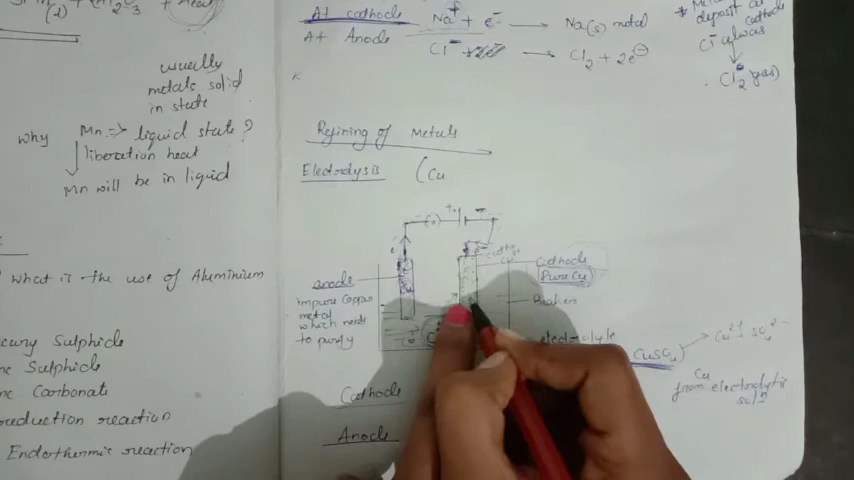 usually
metals solid
in state
why Mn => liquid state?
liberation heat
Mn will be in liquid
what is the use of Aluminium
cury Sulphide
Sulphide
Carbonate
reduction reaction
Endothermic reaction
At cathode Na+ + e- → Na(s) metal
At Anode Cl- → Cl2 + 2e-
deposit at
cathode
Cl2 gas)
Refining of Metals
Electrolysis (Cu
+ -
anode
impure Copper
metal
which needs
to purify
Cathode
Pure Cu
Beaker
electrolyte
CuSO4) → Cu2+ SO4 2-
Cu
from electrolytic
Cathode
Anode